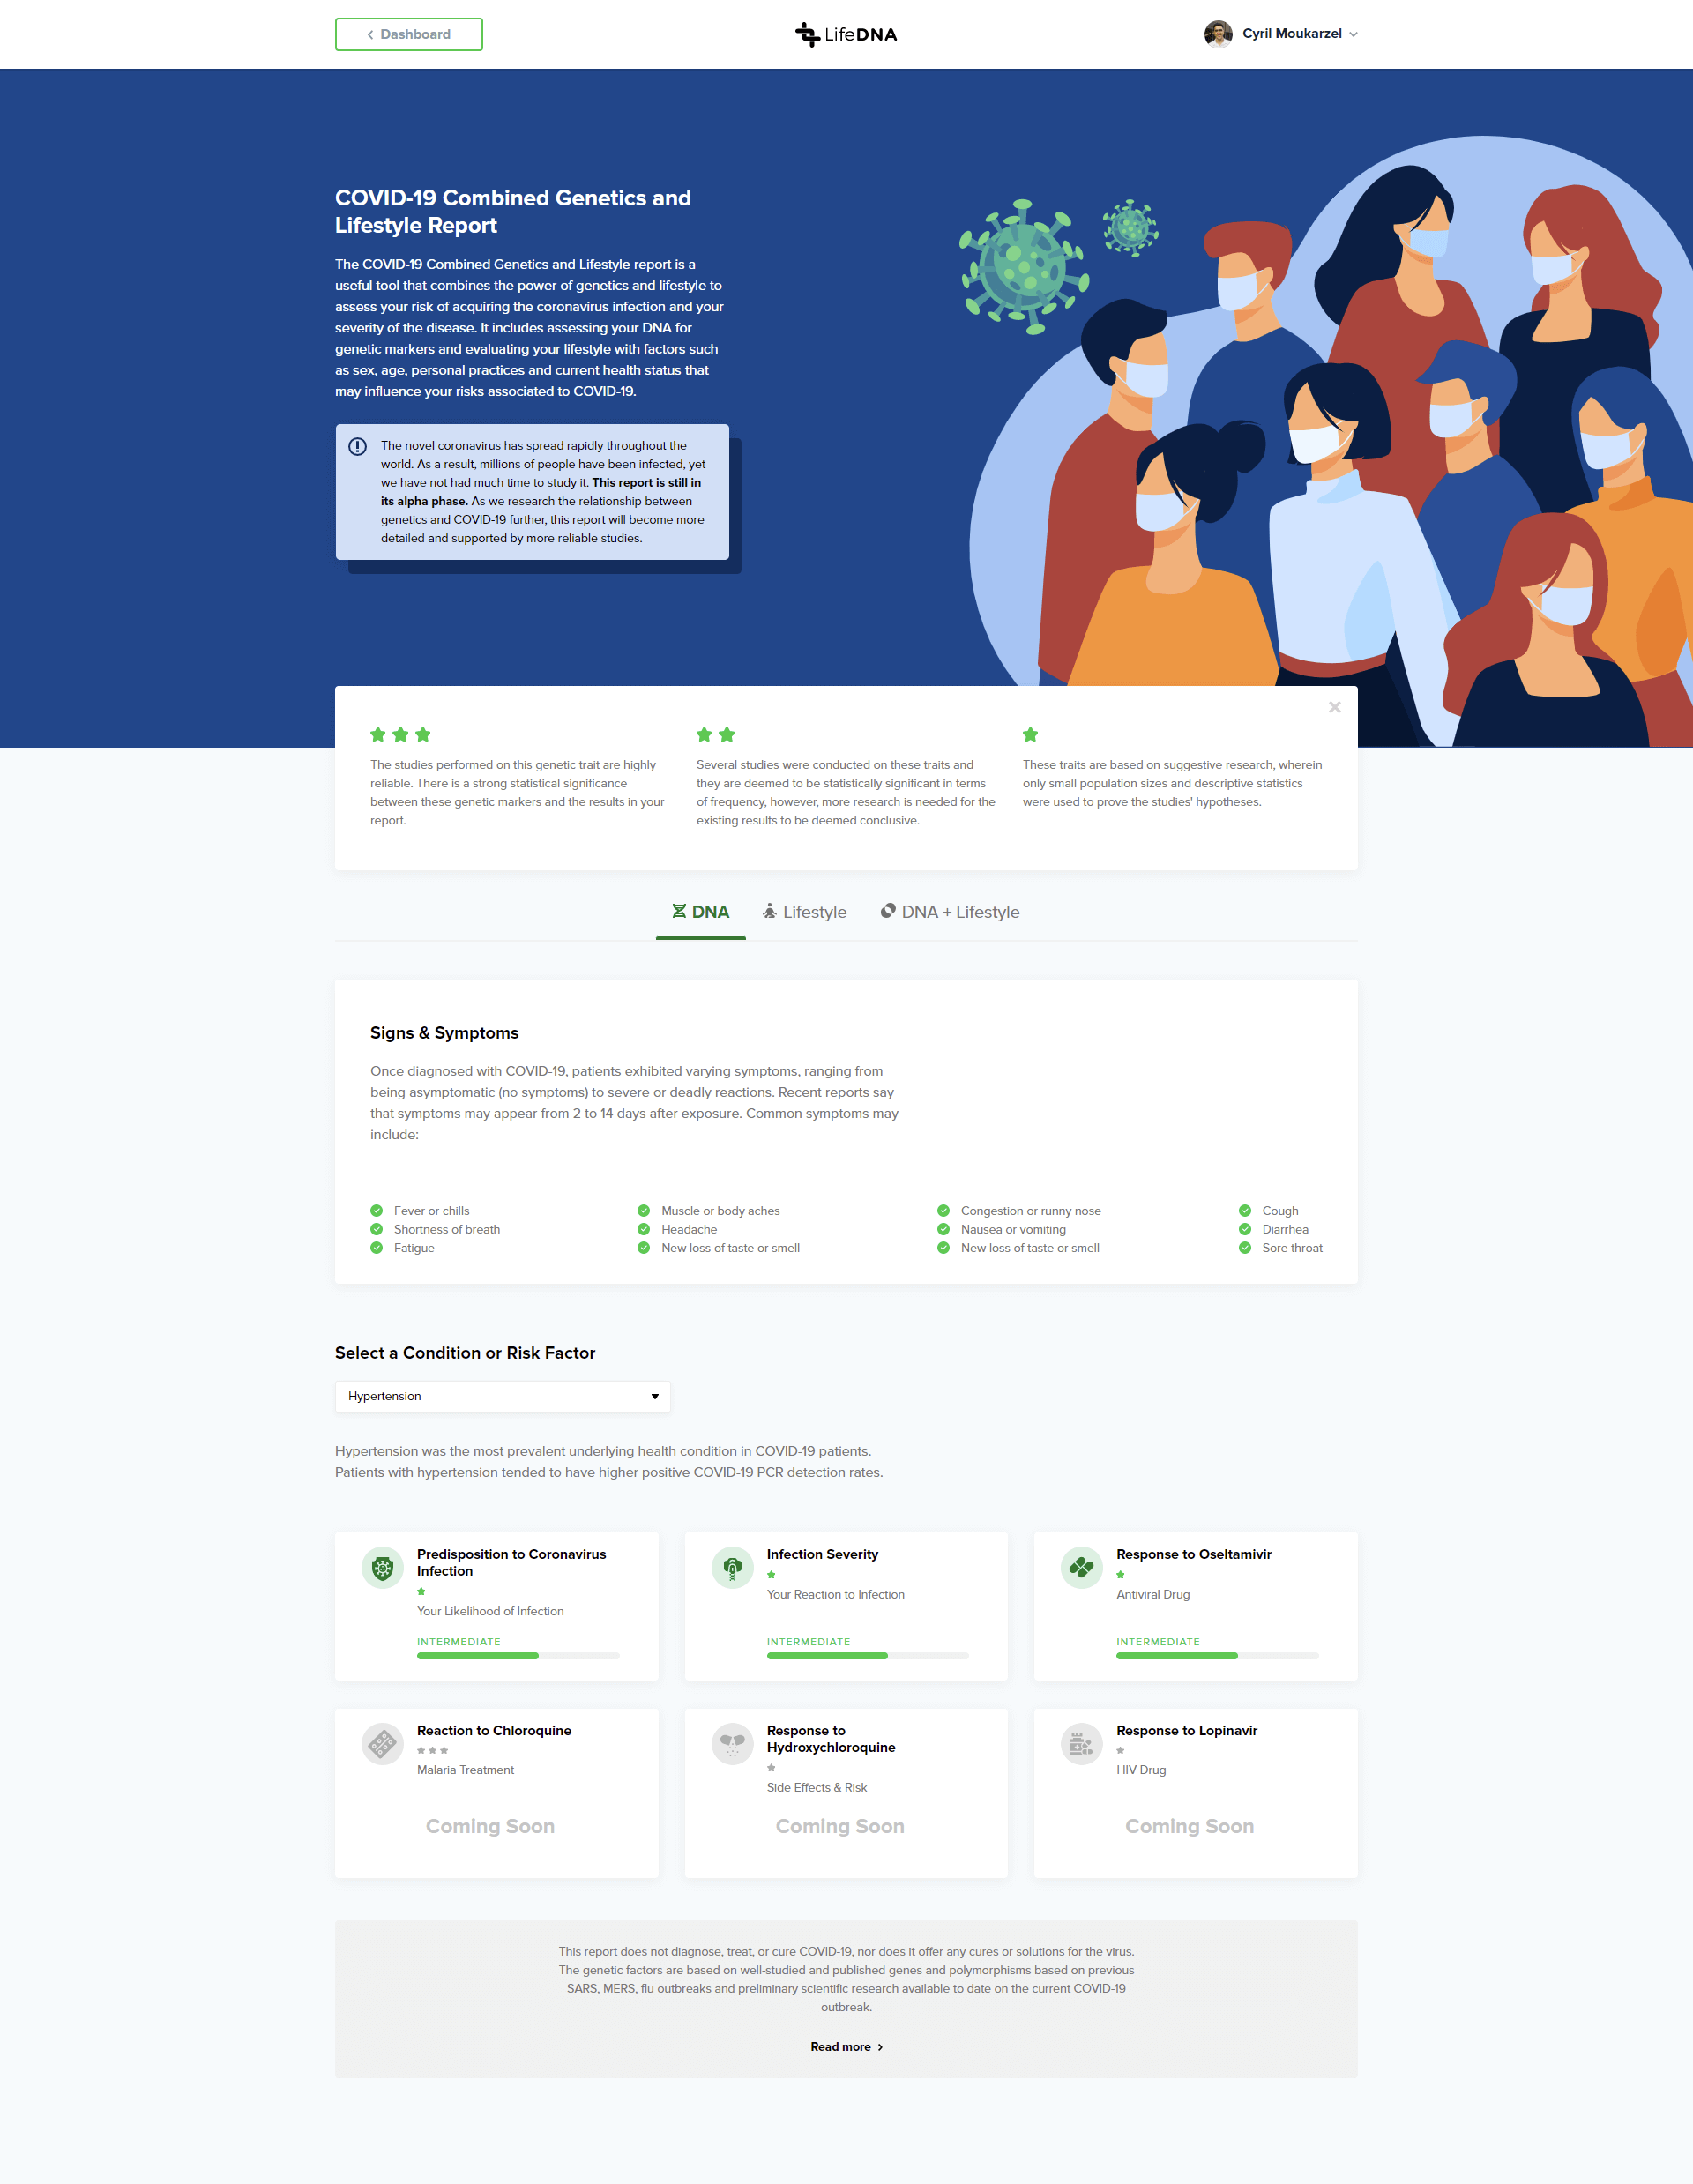 Dashboard
LifeDNA
Cyril Moukarzel
COVID-19 Combined Genetics and
Lifestyle Report
The COVID-19 Combined Genetics and Lifestyle report is a
useful tool that combines the power of genetics and lifestyle to
assess your risk of acquiring the coronavirus infection and your
severity of the disease. It includes assessing your DNA for
genetic markers and evaluating your lifestyle with factors such
as sex, age, personal practices and current health status that
may influence your risks associated to COVID-19.
The novel coronavirus has spread rapidly throughout the
world. As a result, millions of people have been infected, yet
we have not had much time to study it. This report is still in
its alpha phase. As we research the relationship between
genetics and COVID-19 further, this report will become more
detailed and supported by more reliable studies.
The studies performed on this genetic trait are highly
reliable. There is a strong statistical significance
between these genetic markers and the results in your
report.
Several studies were conducted on these traits and
they are deemed to be statistically significant in terms
of frequency, however, more research is needed for the
existing results to be deemed conclusive.
These traits are based on suggestive research, wherein
only small population sizes and descriptive statistics
were used to prove the studies' hypotheses.
DNA
Lifestyle
DNA + Lifestyle
Signs & Symptoms
Once diagnosed with COVID-19, patients exhibited varying symptoms, ranging from
being asymptomatic (no symptoms) to severe or deadly reactions. Recent reports say
that symptoms may appear from 2 to 14 days after exposure. Common symptoms may
include:
Fever or chills
Shortness of breath
Fatigue
Muscle or body aches
Headache
New loss of taste or smell
Congestion or runny nose
Nausea or vomiting
New loss of taste or smell
Cough
Diarrhea
Sore throat
Select a Condition or Risk Factor
Hypertension
Hypertension was the most prevalent underlying health condition in COVID-19 patients.
Patients with hypertension tended to have higher positive COVID-19 PCR detection rates.
Predisposition to Coronavirus
Infection
Your Likelihood of Infection
INTERMEDIATE
Infection Severity
Your Reaction to Infection
INTERMEDIATE
Response to Oseltamivir
Antiviral Drug
INTERMEDIATE
Reaction to Chloroquine
Malaria Treatment
Coming Soon
Response to
Hydroxychloroquine
Side Effects & Risk
Coming Soon
Response to Lopinavir
HIV Drug
Coming Soon
This report does not diagnose, treat, or cure COVID-19, nor does it offer any cures or solutions for the virus.
The genetic factors are based on well-studied and published genes and polymorphisms based on previous
SARS, MERS, flu outbreaks and preliminary scientific research available to date on the current COVID-19
outbreak.
Read more